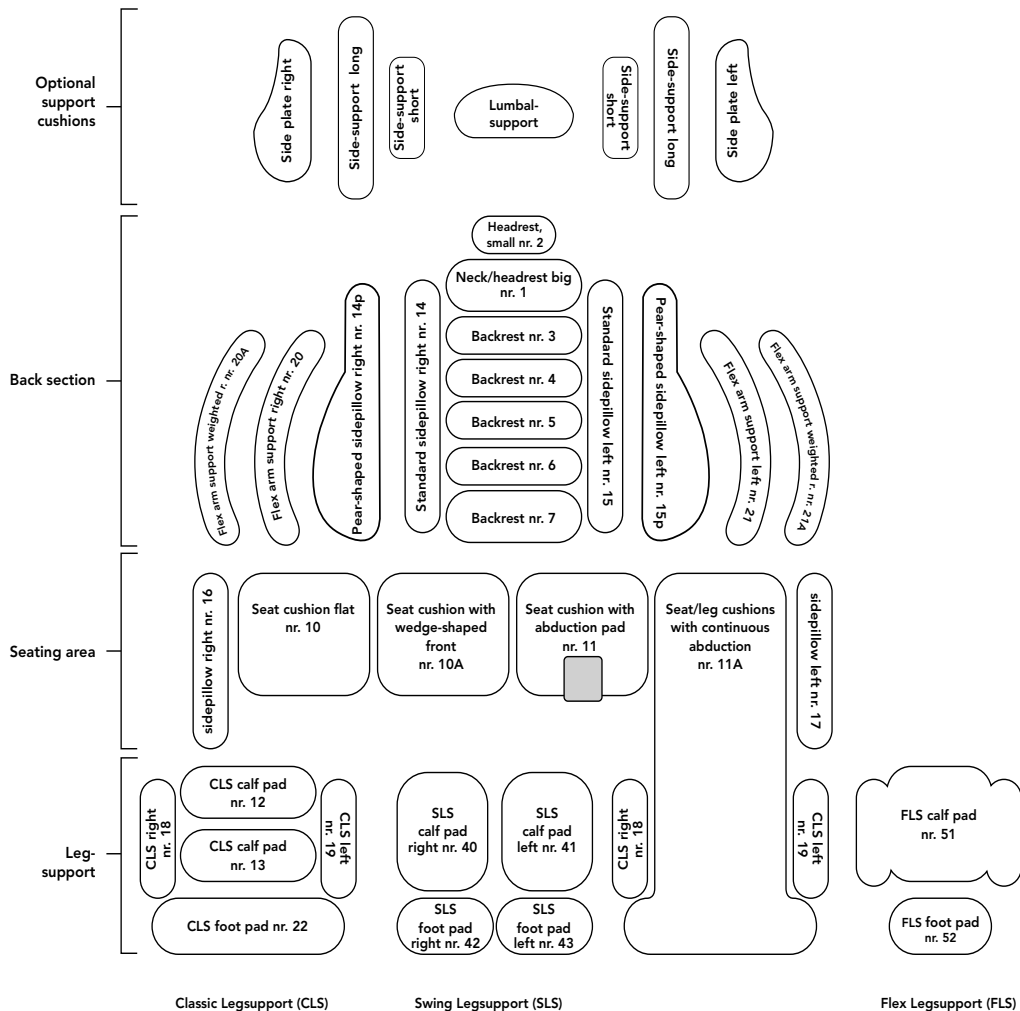 Optional
support
cushions
Side plate right
Side-support  long
Side-support
short
Lumbal-
support
Side-support
short
Side-support long
Side plate left
Back section
Headrest,
small nr. 2
Neck/headrest big
nr. 1
Backrest nr. 3
Backrest nr. 4
Backrest nr. 5
Backrest nr. 6
Backrest nr. 7
Flex arm support weighted r. nr. 20A
Flex arm support right nr. 20
Pear-shaped sidepillow right nr. 14p
Standard sidepillow right nr. 14
Standard sidepillow left nr. 15
Pear-shaped sidepillow left nr. 15p
Flex arm support left nr. 21
Flex arm support weighted r. nr. 21A
Seating area
sidepillow right nr. 16
Seat cushion flat
nr. 10
Seat cushion with
wedge-shaped
front
nr. 10A
Seat cushion with
abduction pad
nr. 11
Seat/leg cushions
with continuous
abduction
nr. 11A
sidepillow left nr. 17
Leg-
support
CLS right
nr. 18
CLS calf pad
nr. 12
CLS calf pad
nr. 13
CLS left
nr. 19
CLS foot pad nr. 22
SLS
calf pad
right nr. 40
SLS
calf pad
left nr. 41
SLS
foot pad
right nr. 42
SLS
foot pad
left nr. 43
CLS right
nr. 18
CLS left
nr. 19
FLS calf pad
nr. 51
FLS foot pad
nr. 52
Classic Legsupport (CLS)
Swing Legsupport (SLS)
Flex Legsupport (FLS)